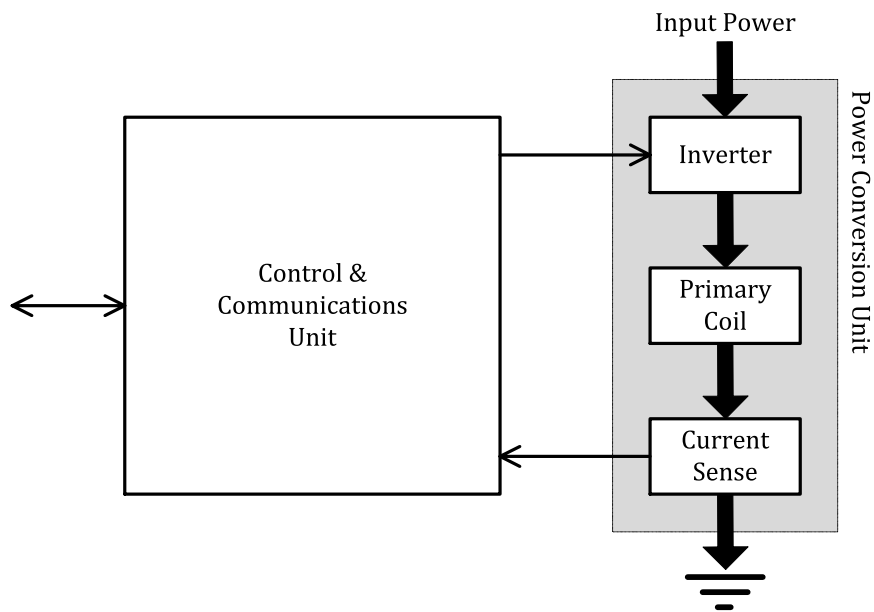 Input Power
Control &
Communications
Unit
Inverter
Primary
Coil
Current
Sense
Power Conversion Unit